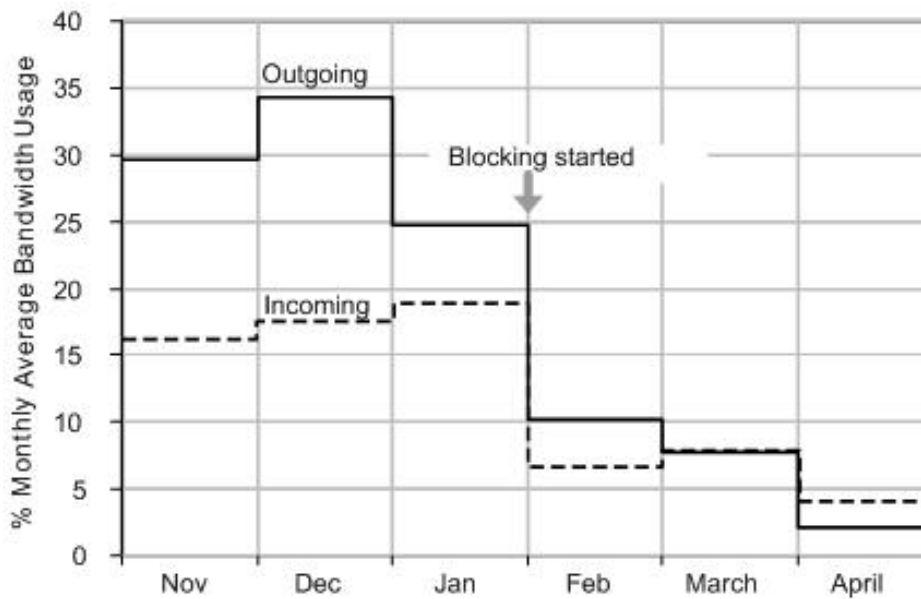 % Monthly Average Bandwidth Usage
40
35
30
25
20
15
10
5
0
Outgoing
Blocking started
Incoming
Nov Dec Jan Feb March April